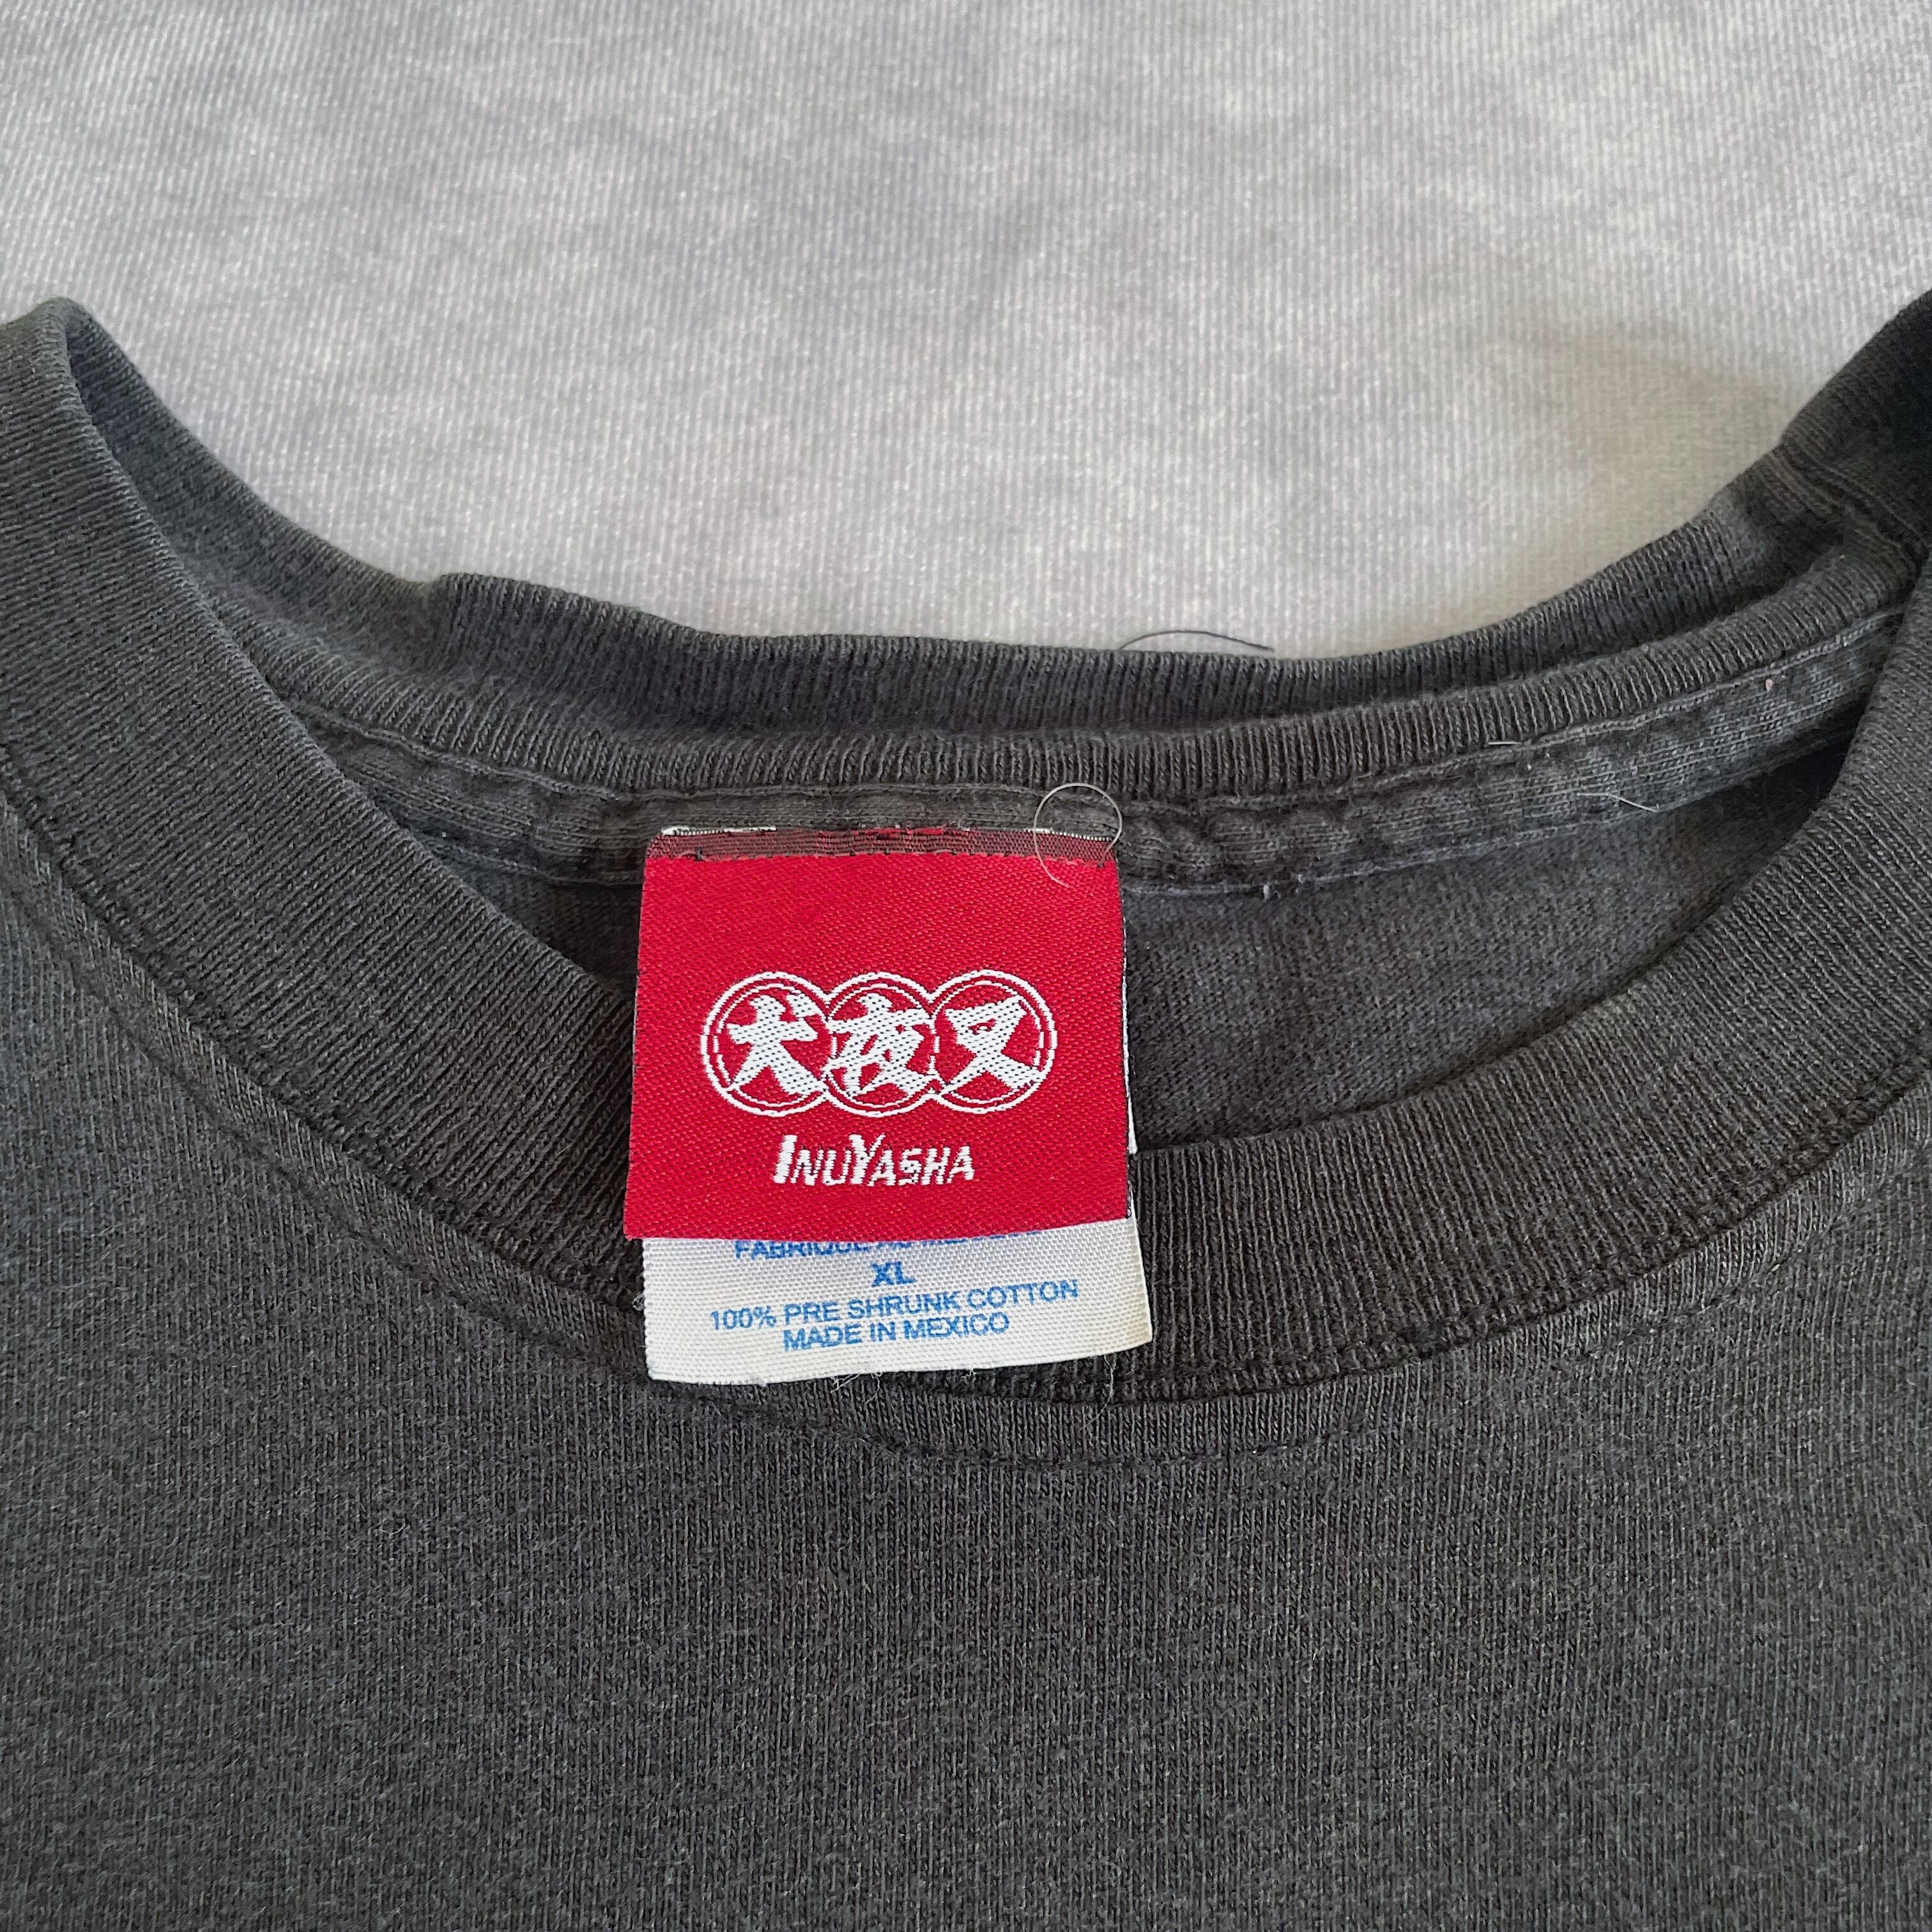 犬夜叉
INUYASHA
XL
100% PRE SHRUNK COTTON
MADE IN MEXICO